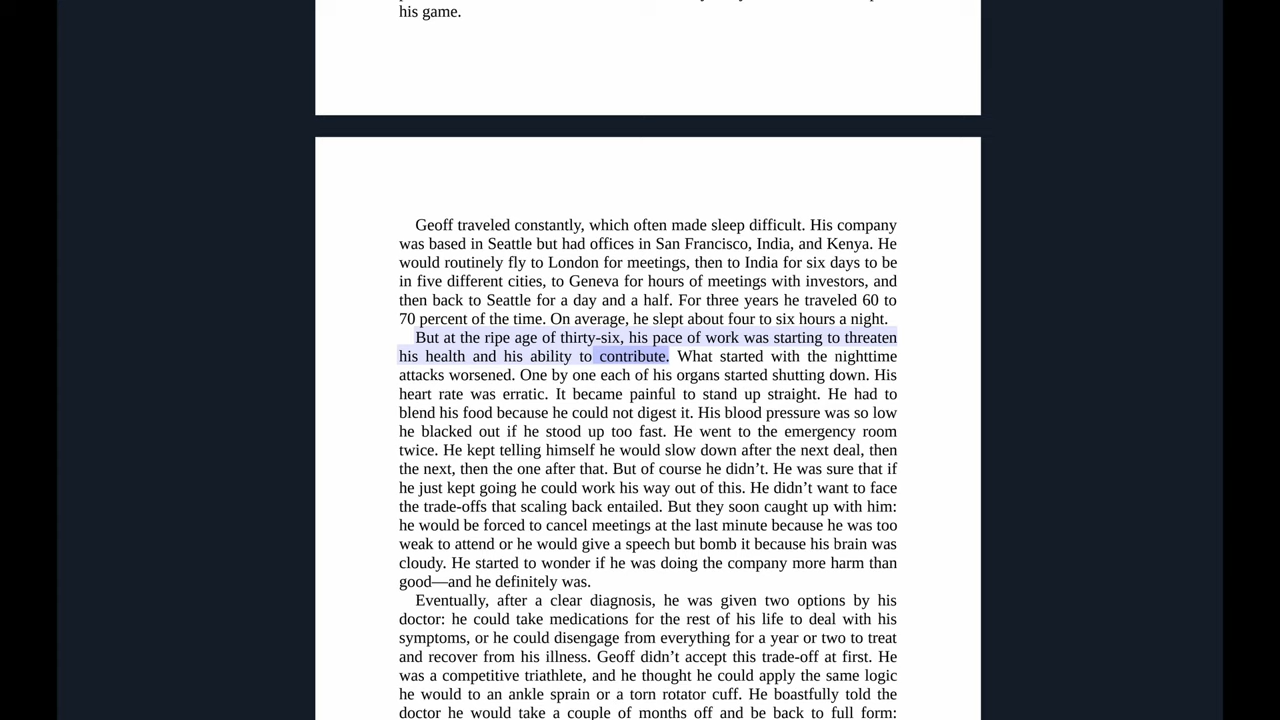 his game.
Geoff traveled constantly, which often made sleep difficult. His company
was based in Seattle but had offices in San Francisco, India, and Kenya. He
would routinely fly to London for meetings, then to India for six days to be
in five different cities, to Geneva for hours of meetings with investors, and
then back to Seattle for a day and a half. For three years he traveled 60 to
70 percent of the time. On average, he slept about four to six hours a night.
But at the ripe age of thirty-six, his pace of work was starting to threaten
his health and his ability to contribute. What started with the nighttime
attacks worsened. One by one each of his organs started shutting down. His
heart rate was erratic. It became painful to stand up straight. He had to
blend his food because he could not digest it. His blood pressure was so low
he blacked out if he stood up too fast. He went to the emergency room
twice. He kept telling himself he would slow down after the next deal, then
the next, then the one after that. But of course he didn’t. He was sure that if
he just kept going he could work his way out of this. He didn’t want to face
the trade-offs that scaling back entailed. But they soon caught up with him:
he would be forced to cancel meetings at the last minute because he was too
weak to attend or he would give a speech but bomb it because his brain was
cloudy. He started to wonder if he was doing the company more harm than
good—and he definitely was.
Eventually, after a clear diagnosis, he was given two options by his
doctor: he could take medications for the rest of his life to deal with his
symptoms, or he could disengage from everything for a year or two to treat
and recover from his illness. Geoff didn’t accept this trade-off at first. He
was a competitive triathlete, and he thought he could apply the same logic
he would to an ankle sprain or a torn rotator cuff. He boastfully told the
doctor he would take a couple of months off and be back to full form: